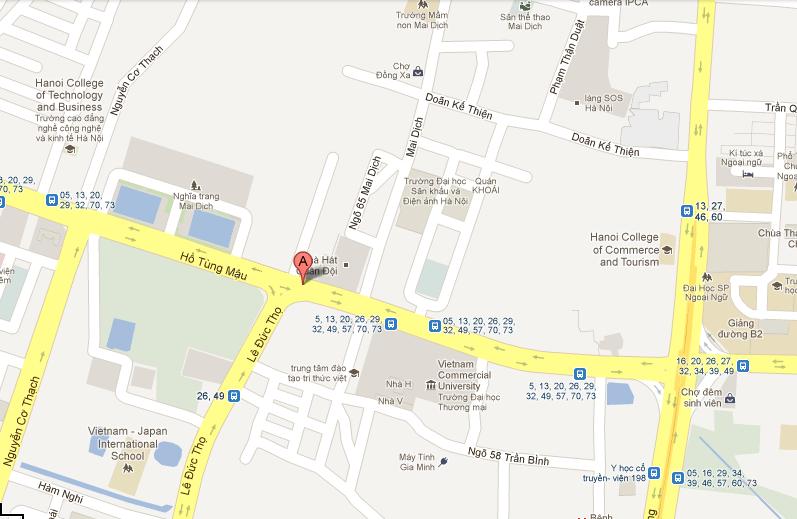 camera IPCA
Trường Mầm
non Mai Dịch
Sân thể thao
Mai Dịch
Phạm Thận Duật
Nguyễn Cơ Thạch
Chợ
Đồng Xa
Hanoi College
of Technology
and Business
Trường cao đẳng
nghề công nghệ
và kinh tế Hà Nội
Doãn Kế Thiện
làng SOS
Hà Nội
Trần Q
Mai Dịch
Doãn Kế Thiện
Kí túc xá
Ngoại ngữ
Phổ
Ngõ 65 Mai Dịch
Trường Đại học
Sân khấu và
Điện ảnh Hà Nội
Quán
KHOÁI
Nghĩa trang
Mai Dịch
3, 20, 29,
70, 73
05, 13, 20,
29, 32, 70, 73
13, 27,
46, 60
Chùa Thá
Hanoi College
of Commerce
and Tourism
Hồ Tùng Mậu
A
Hát
Quân Đội
Đại Học SP
Ngoại Ngữ
viện
Giảng
đường B2
Lê Đức Thọ
5, 13, 20, 26, 29,
32, 49, 57, 70, 73
05, 13, 20, 26, 29,
32, 49, 57, 70, 73
16, 20, 26, 27,
32, 34, 39, 49
trung tâm đào
tao tri thức việt
Nhà H
Vietnam
Commercial
University
Trường Đại học
Thương mại
5, 13, 20, 26, 29,
32, 49, 57, 70, 73
26, 49
Nhà V
Chợ đêm
sinh viên
Nguyễn Cơ Thạch
Vietnam - Japan
International
School
Lê Đức Thọ
Máy Tính
Gia Minh
Ngõ 58 Trần Bình
Y học cổ
truyền- viện 198
05, 16, 29, 34,
39, 46, 57, 60, 73
Hàm Nghi
Bệnh